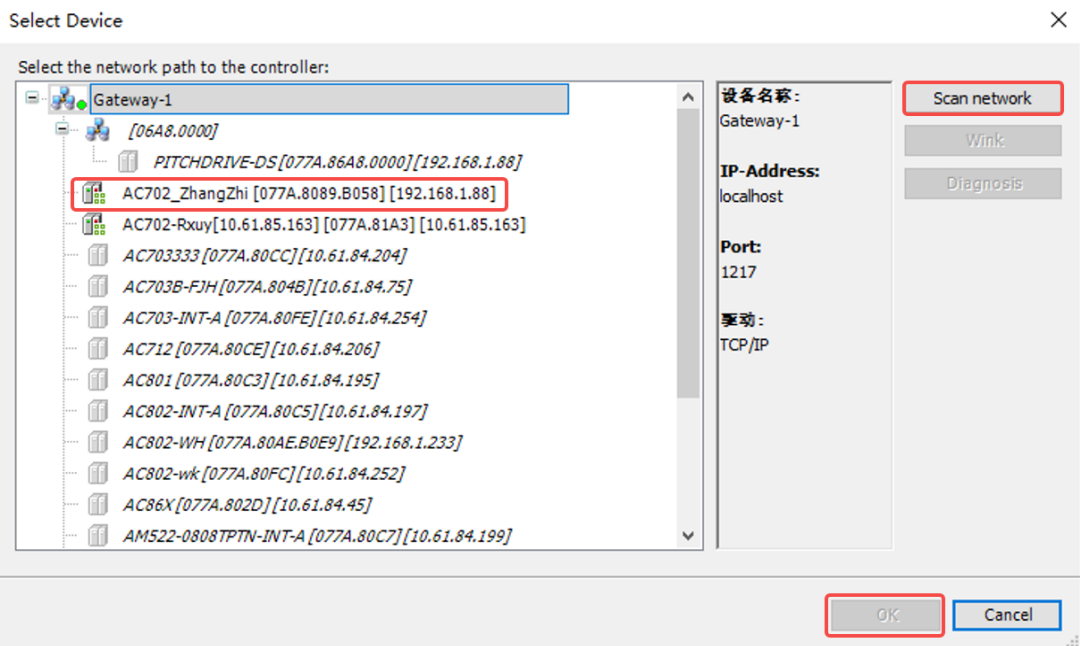 Select Device
Select the network path to the controller:
Gateway-1
[06A8.0000]
PITCHDRIVE-DS [077A.86A8.0000] [192.168.1.88]
AC702_ZhangZhi [077A.8089.B058] [192.168.1.88]
AC702-Rxuy[10.61.85.163] [077A.81A3] [10.61.85.163]
AC703333 [077A.80CC] [10.61.84.204]
AC703B-FJH [077A.804B] [10.61.84.75]
AC703-INT-A [077A.80FE] [10.61.84.254]
AC712 [077A.80CE] [10.61.84.206]
AC801 [077A.80C3] [10.61.84.195]
AC802-INT-A [077A.80C5] [10.61.84.197]
AC802-WH [077A.80AE.B0E9] [192.168.1.233]
AC802-wk [077A.80FC] [10.61.84.252]
AC86X [077A.802D] [10.61.84.45]
AM522-0808TPTN-INT-A [077A.80C7] [10.61.84.199]
设备名称:
Gateway-1
IP-Address:
localhost
Port:
1217
驱动:
TCP/IP
Scan network
Wink
Diagnosis
OK
Cancel